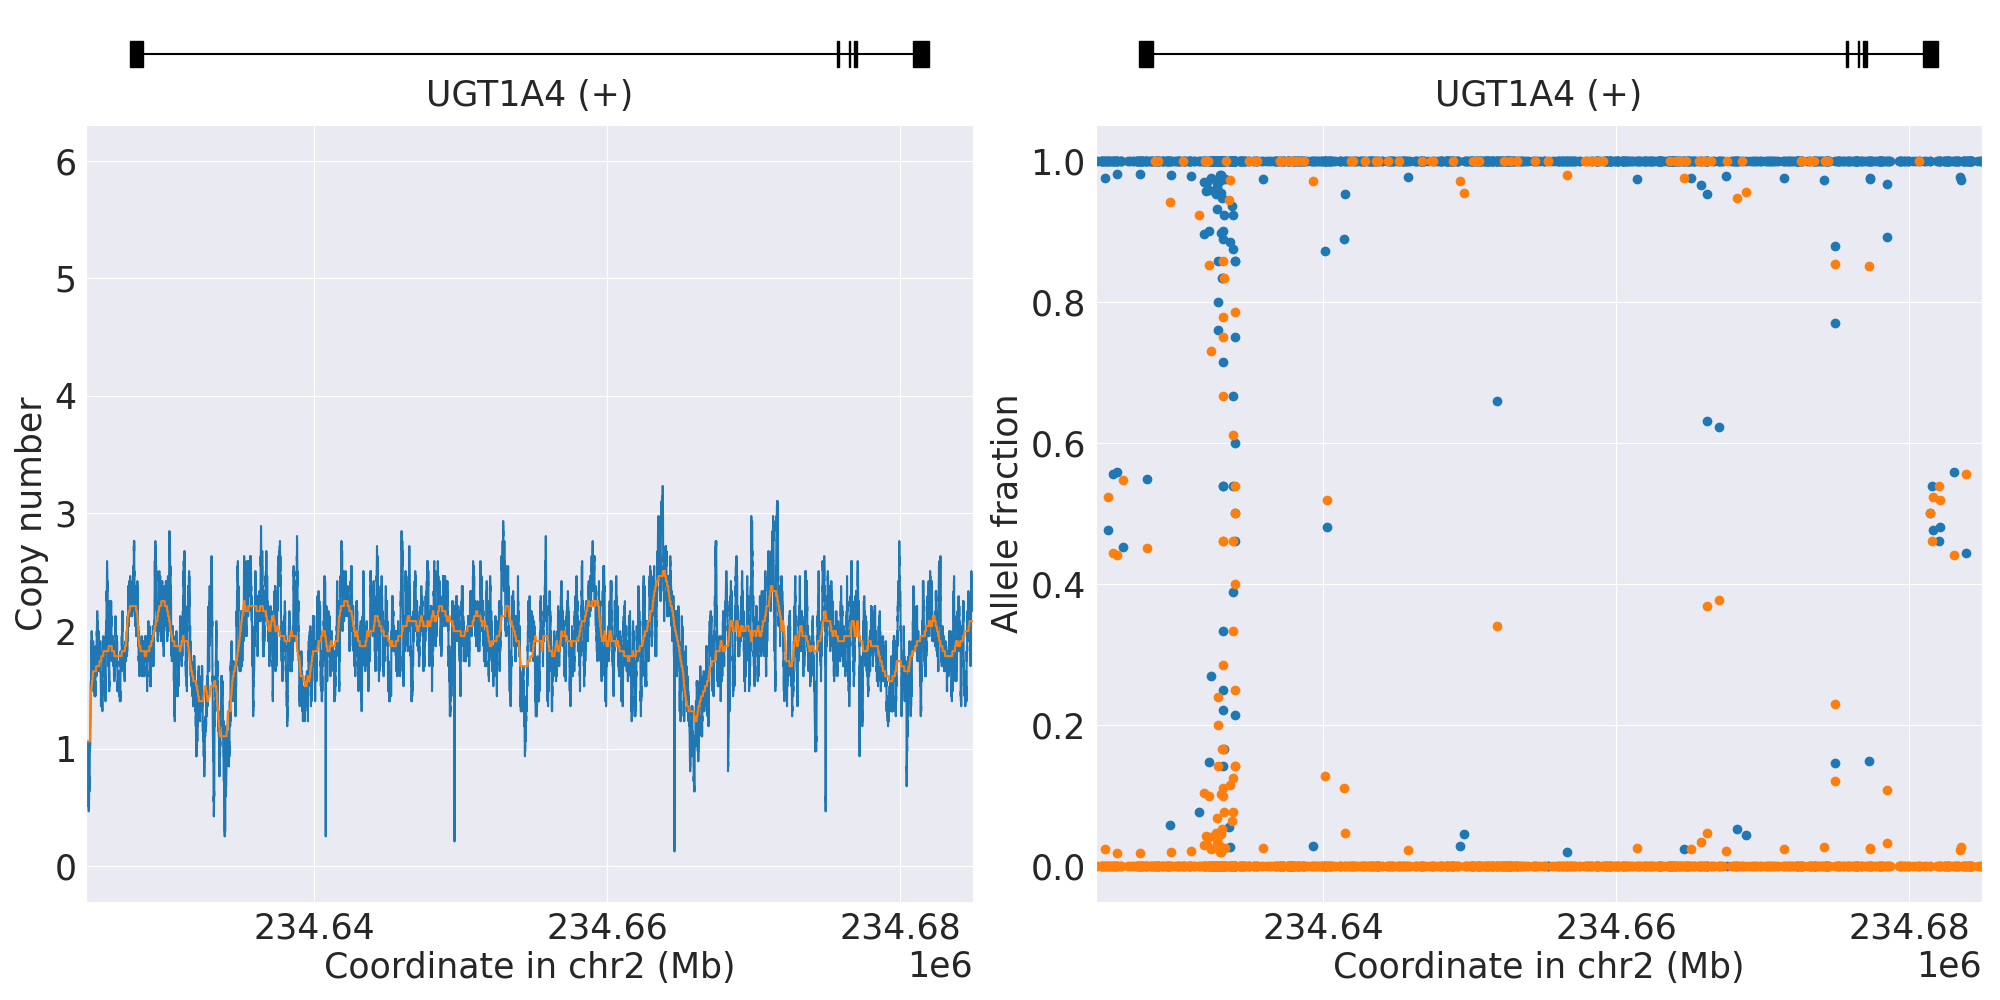 UGT1A4 (+)
6
5
4
3
2
1
0
Copy number
234.64
234.66
234.68
Coordinate in chr2 (Mb)
1e6
UGT1A4 (+)
1.0
0.8
0.6
0.4
0.2
0.0
Allele fraction
234.64
234.66
234.68
Coordinate in chr2 (Mb)
1e6